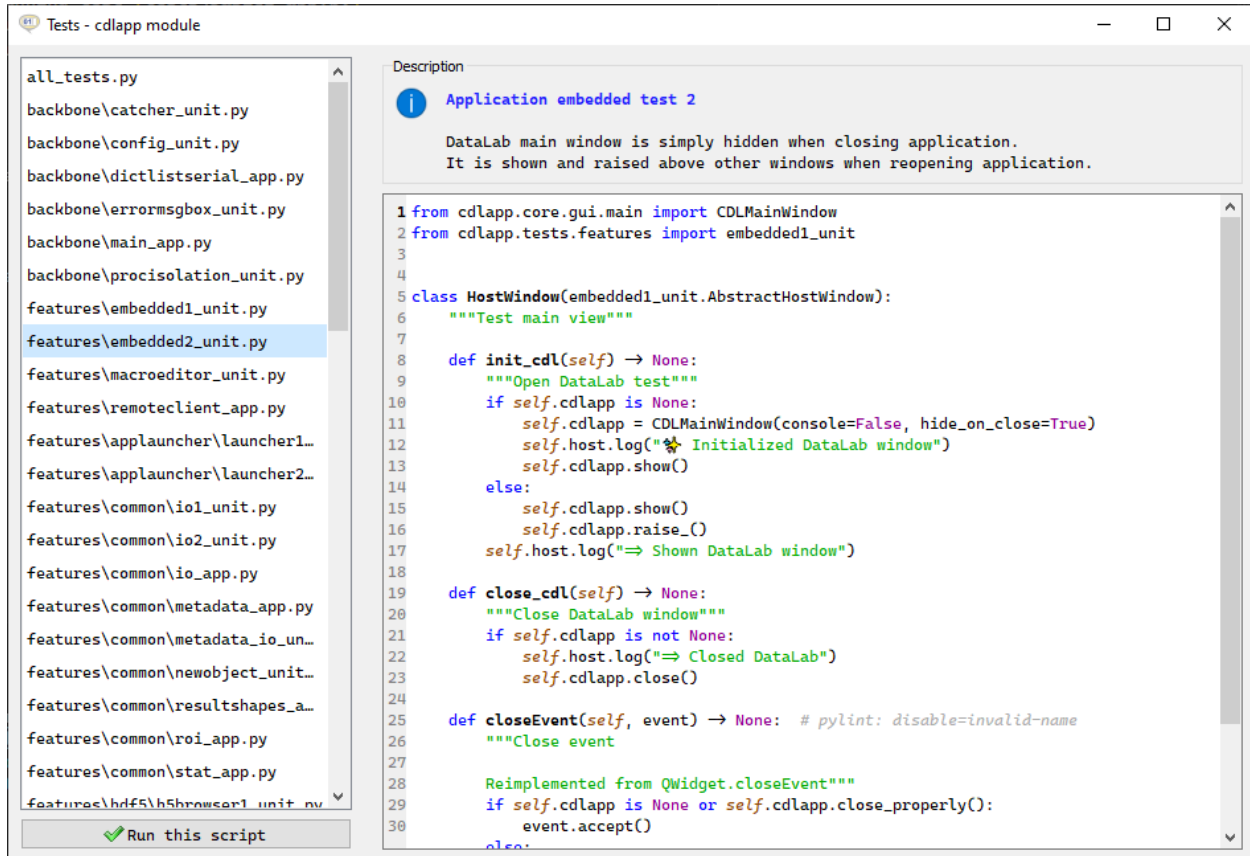 Tests - cdlapp module
all_tests.py
backbone\catcher_unit.py
backbone\config_unit.py
backbone\dictlistserial_app.py
backbone\errormsgbox_unit.py
backbone\main_app.py
backbone\procisolation_unit.py
features\embedded1_unit.py
features\embedded2_unit.py
features\macroeditor_unit.py
features\remoteclient_app.py
features\applauncher\launcher1…
features\applauncher\launcher2…
features\common\io1_unit.py
features\common\io2_unit.py
features\common\io_app.py
features\common\metadata_app.py
features\common\metadata_io_un…
features\common\newobject_unit…
features\common\resultshapes_a…
features\common\roi_app.py
features\common\stat_app.py
features\hdf5\h5browser1_unit.py
Run this script
Description
Application embedded test 2
DataLab main window is simply hidden when closing application.
It is shown and raised above other windows when reopening application.
1 from cdlapp.core.gui.main import CDLMainWindow
2 from cdlapp.tests.features import embedded1_unit
3
4
5 class HostWindow(embedded1_unit.AbstractHostWindow):
6     """Test main view"""
7
8     def init_cdl(self) → None:
9         """Open DataLab test"""
10         if self.cdlapp is None:
11             self.cdlapp = CDLMainWindow(console=False, hide_on_close=True)
12             self.host.log("✨ Initialized DataLab window")
13             self.cdlapp.show()
14         else:
15             self.cdlapp.show()
16             self.cdlapp.raise_()
17         self.host.log("⇒ Shown DataLab window")
18
19     def close_cdl(self) → None:
20         """Close DataLab window"""
21         if self.cdlapp is not None:
22             self.host.log("⇒ Closed DataLab")
23             self.cdlapp.close()
24
25     def closeEvent(self, event) → None:  # pylint: disable=invalid-name
26         """Close event
27
28         Reimplemented from QWidget.closeEvent"""
29         if self.cdlapp is None or self.cdlapp.close_properly():
30             event.accept()
else: